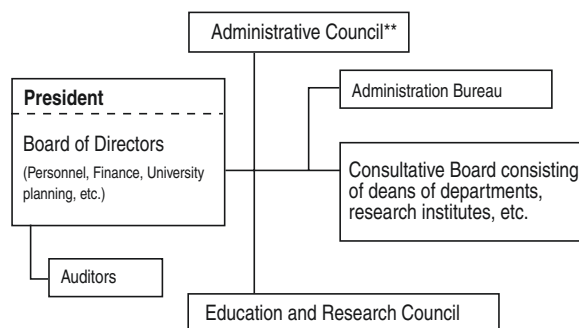 Administrative Council**
President
Board of Directors
(Personnel, Finance, University
planning, etc.)
Administration Bureau
Consultative Board consisting
of deans of departments,
research institutes, etc.
Auditors
Education and Research Council